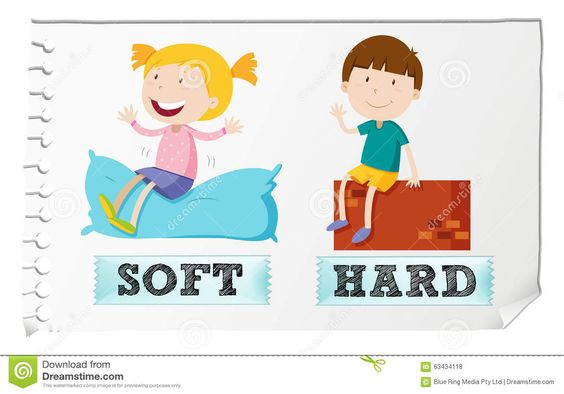 SOFT HARD
Download from
Dreamstime.com
This watermarked comp image is for previewing purposes only.
63434118
Blue Ring Media Pty Ltd | Dreamstime.com